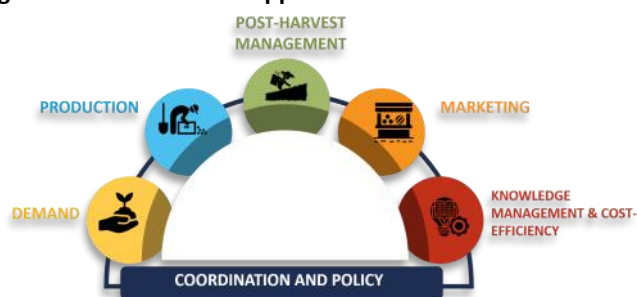 POST-HARVEST
MANAGEMENT
PRODUCTION
MARKETING
DEMAND
KNOWLEDGE
MANAGEMENT & COST-
EFFICIENCY
COORDINATION AND POLICY